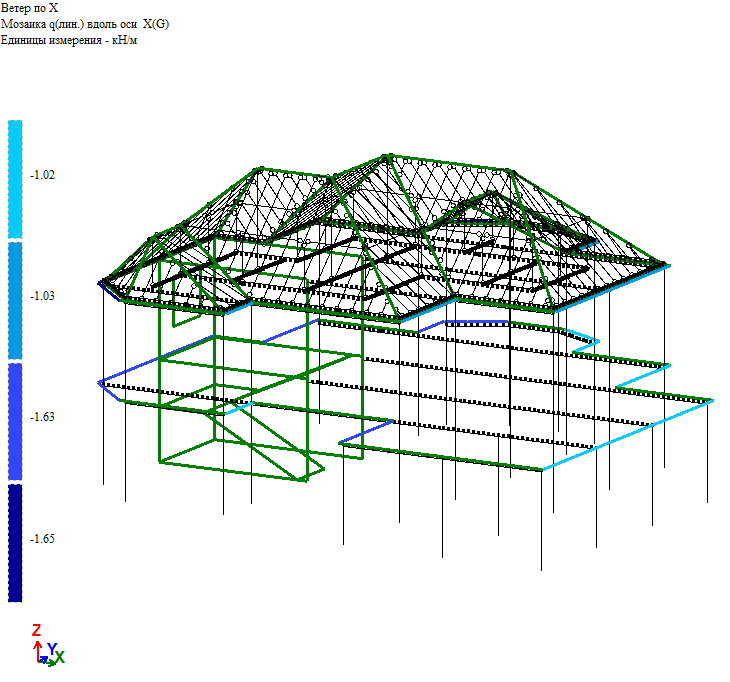 Ветер по X
Мозаика q(лин.) вдоль оси X(G)
Единицы измерения - кН/м
-1.02
-1.03
-1.63
-1.65
Z
Y
X